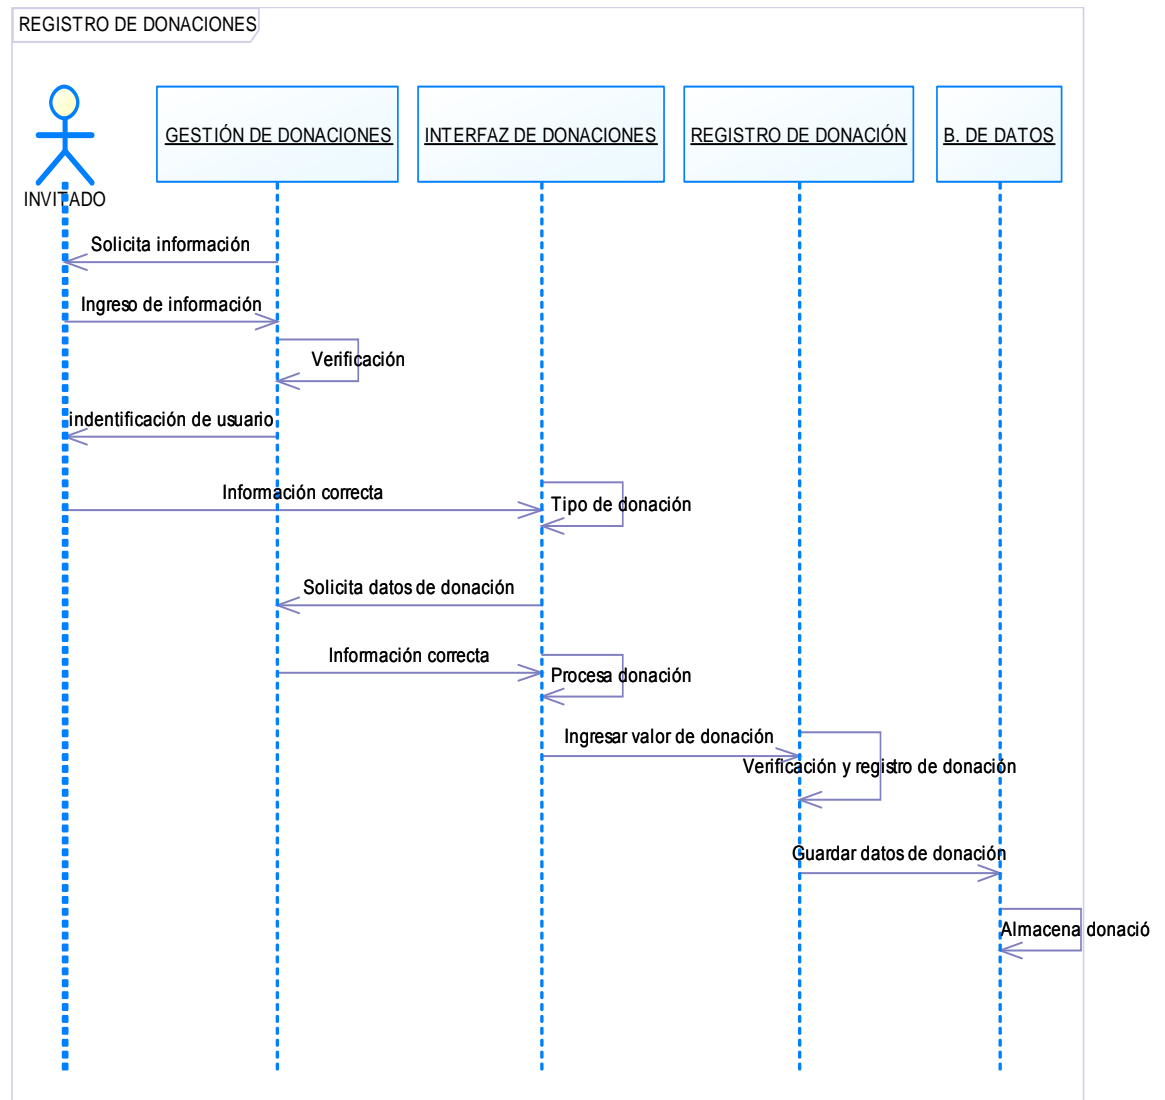 REGISTRO DE DONACIONES
GESTIÓN DE DONACIONES
INTERFAZ DE DONACIONES
REGISTRO DE DONACIÓN
B. DE DATOS
INVITADO
Solicita información
Ingreso de información
Verificación
indentificación de usuario
Información correcta
Tipo de donación
Solicita datos de donación
Información correcta
Procesa donación
Ingresar valor de donación
Verificación y registro de donación
Guardar datos de donación
Almacena donació